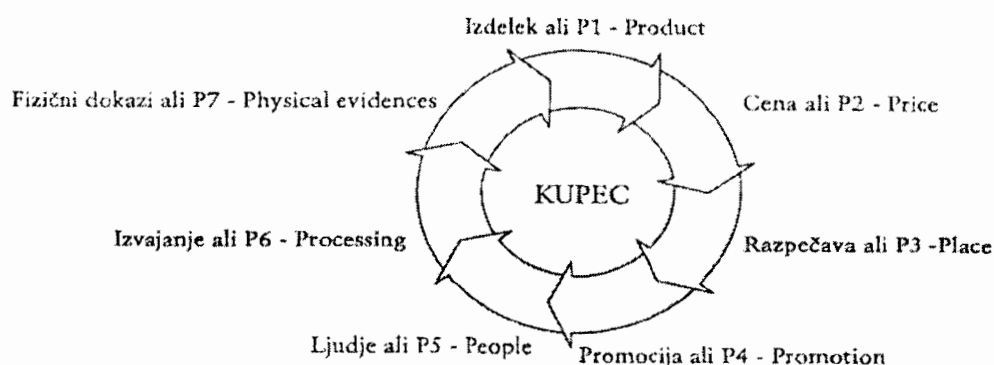 Izdelek ali P1 - Product
Fizični dokazi ali P7 - Physical evidences
Cena ali P2 - Price
KUPEC
Izvajanje ali P6 - Processing
Razpečava ali P3 -Place
Ljudje ali P5 - People
Promocija ali P4 - Promotion